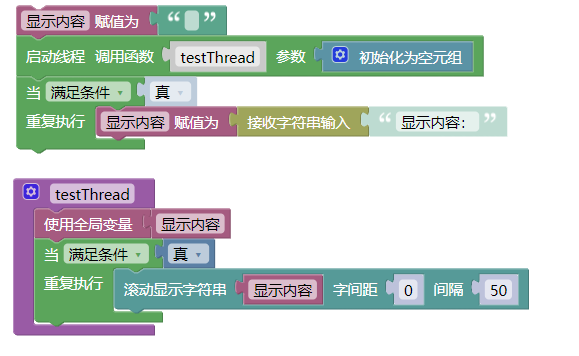 显示内容 赋值为 “ ”
启动线程 调用函数 testThread 参数 初始化为空元组
当 满足条件 真
重复执行 显示内容 赋值为 接收字符串输入 “ 显示内容： ”
testThread
使用全局变量 显示内容
当 满足条件 真
重复执行 滚动显示字符串 显示内容 字间距 0 间隔 50